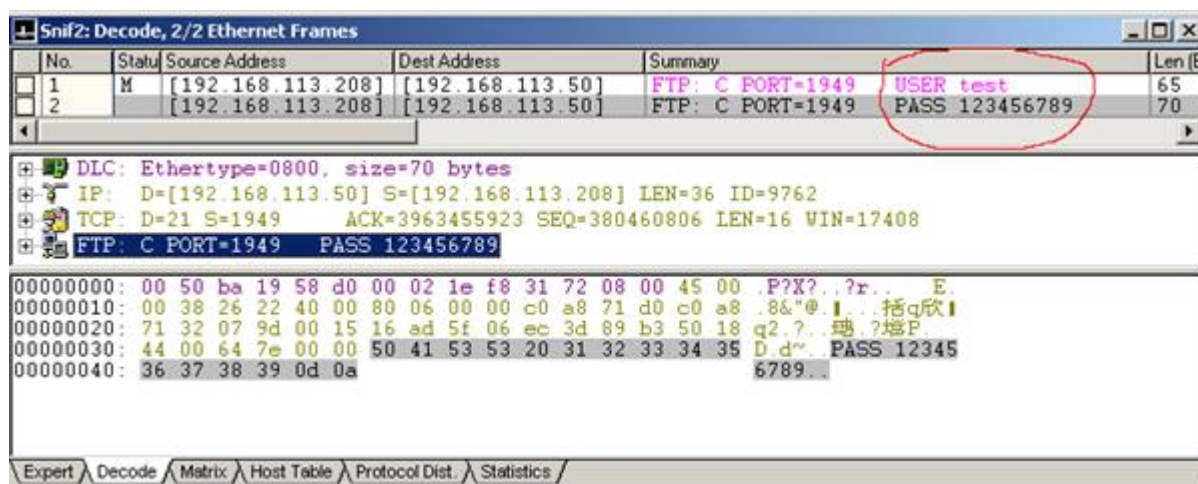 Snif2: Decode, 2/2 Ethernet Frames
No. Statu Source Address Dest Address Summary Len (B
1 M [192.168.113.208] [192.168.113.50] FTP: C PORT=1949 USER test 65
2 [192.168.113.208] [192.168.113.50] FTP: C PORT=1949 PASS 123456789 70
DLC: Ethertype=0800, size=70 bytes
IP: D=[192.168.113.50] S=[192.168.113.208] LEN=36 ID=9762
TCP: D=21 S=1949 ACK=3963455923 SEQ=380460806 LEN=16 WIN=17408
FTP: C PORT=1949 PASS 123456789
00000000: 00 50 ba 19 58 d0 00 02 1e f8 31 72 08 00 45 00 .P?X?..?r.. E.
00000010: 00 38 26 22 40 00 80 06 00 00 c0 a8 71 d0 c0 a8 .8&"@. ...括q欣
00000020: 71 32 07 9d 00 15 16 ad 5f 06 ec 3d 89 b3 50 18 q2.?.. .?墖P.
00000030: 44 00 64 7e 00 00 50 41 53 53 20 31 32 33 34 35 D.d~..PASS 12345
00000040: 36 37 38 39 0d 0a 6789..
Expert Decode Matrix Host Table Protocol Dist. Statistics